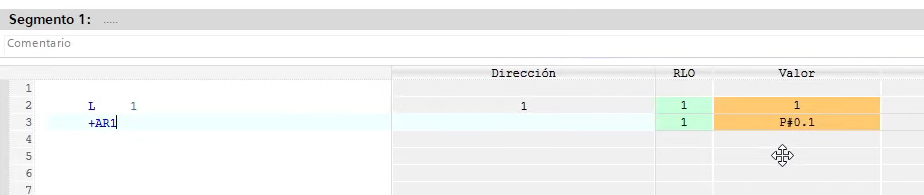 Segmento 1: .....
Comentario
Dirección RLO Valor
1
2 L 1 1 1 1
3 +AR1 1 P#0.1
4
5
6
7